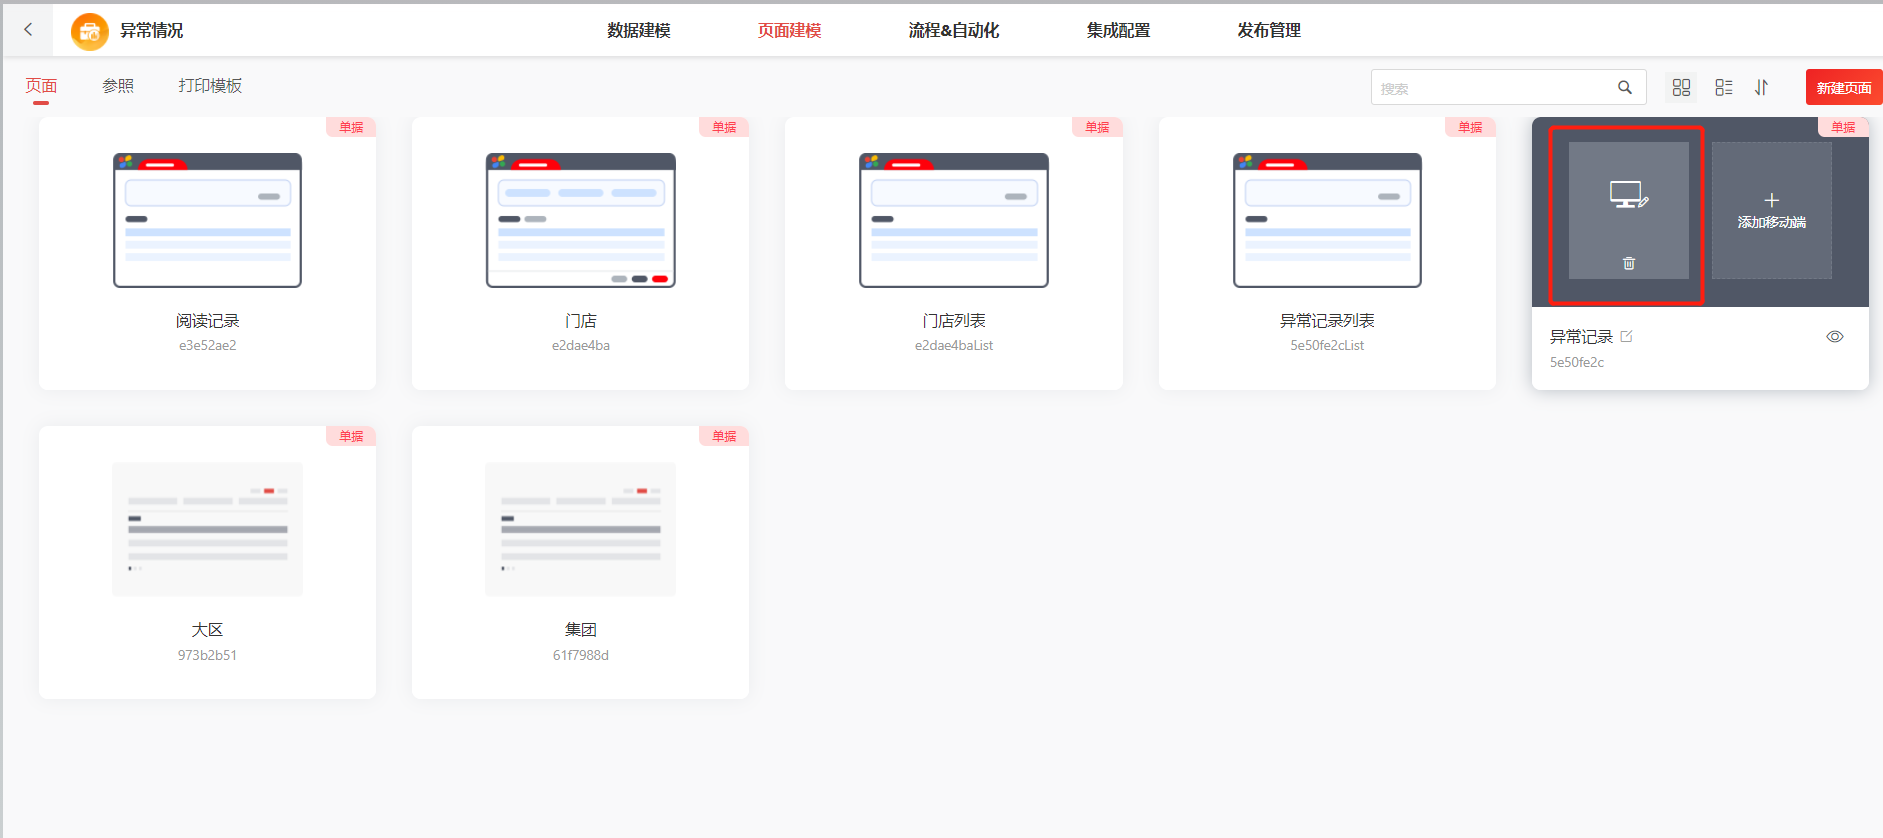 异常情况
数据建模
页面建模
流程&自动化
集成配置
发布管理
页面
参照
打印模板
搜索
新建页面
单据
阅读记录
e3e52ae2
单据
门店
e2dae4ba
单据
门店列表
e2dae4baList
单据
异常记录列表
5e50fe2cList
单据
添加移动端
异常记录
5e50fe2c
单据
大区
973b2b51
单据
集团
61f7988d